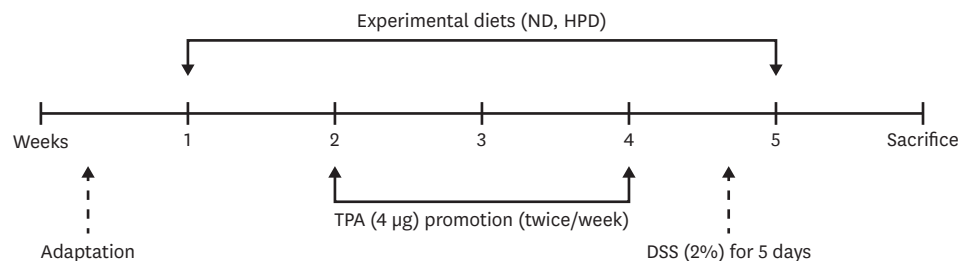 Experimental diets (ND, HPD)
Weeks 1 2 3 4 5 Sacrifice
TPA (4 µg) promotion (twice/week)
Adaptation DSS (2%) for 5 days